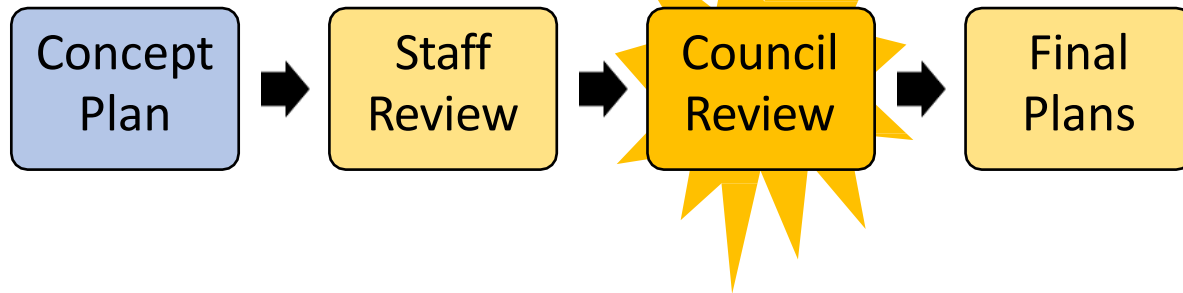 Concept
Plan
Staff
Review
Council
Review
Final
Plans